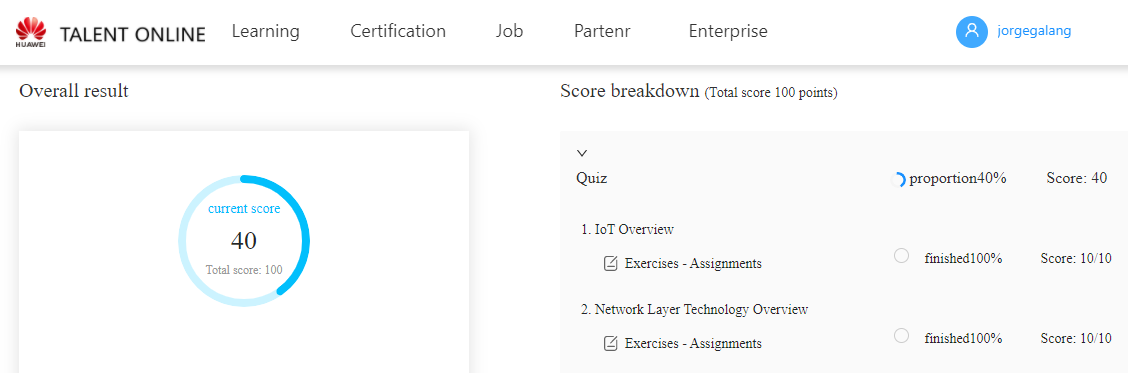 HUAWEI
TALENT ONLINE
Learning
Certification
Job
Partenr
Enterprise
jorgegalang
Overall result
current score
40
Total score: 100
Score breakdown (Total score 100 points)
Quiz
proportion40%
Score: 40
1. IoT Overview
Exercises - Assignments
finished100%
Score: 10/10
2. Network Layer Technology Overview
Exercises - Assignments
finished100%
Score: 10/10